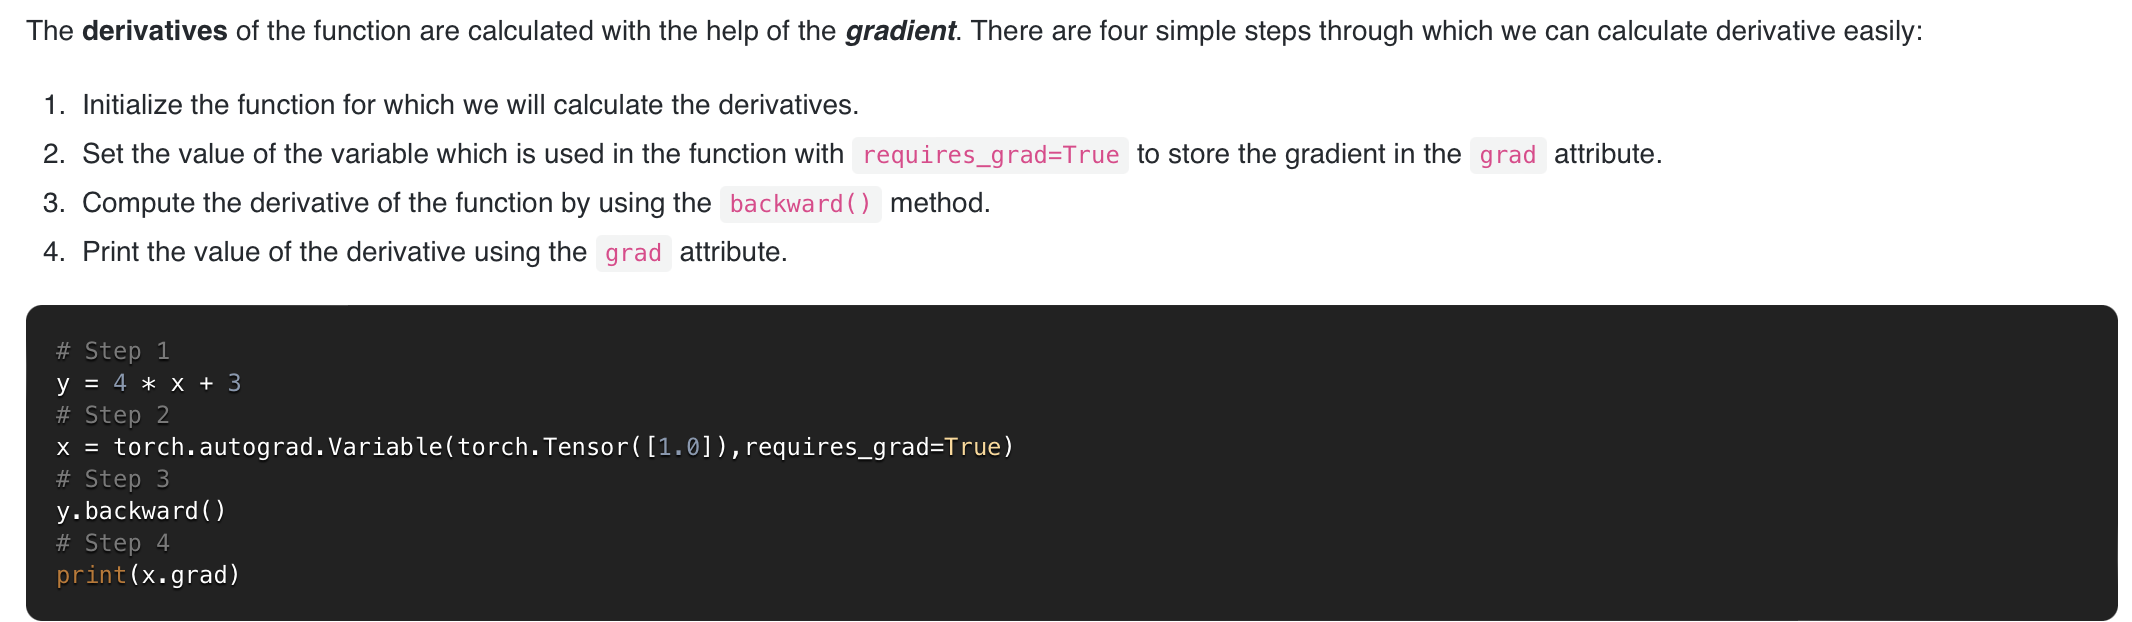 The derivatives of the function are calculated with the help of the gradient. There are four simple steps through which we can calculate derivative easily:
1. Initialize the function for which we will calculate the derivatives.
2. Set the value of the variable which is used in the function with requires_grad=True to store the gradient in the grad attribute.
3. Compute the derivative of the function by using the backward() method.
4. Print the value of the derivative using the grad attribute.
# Step 1
y = 4 * x + 3
# Step 2
x = torch.autograd.Variable(torch.Tensor([1.0]),requires_grad=True)
# Step 3
y.backward()
# Step 4
print(x.grad)